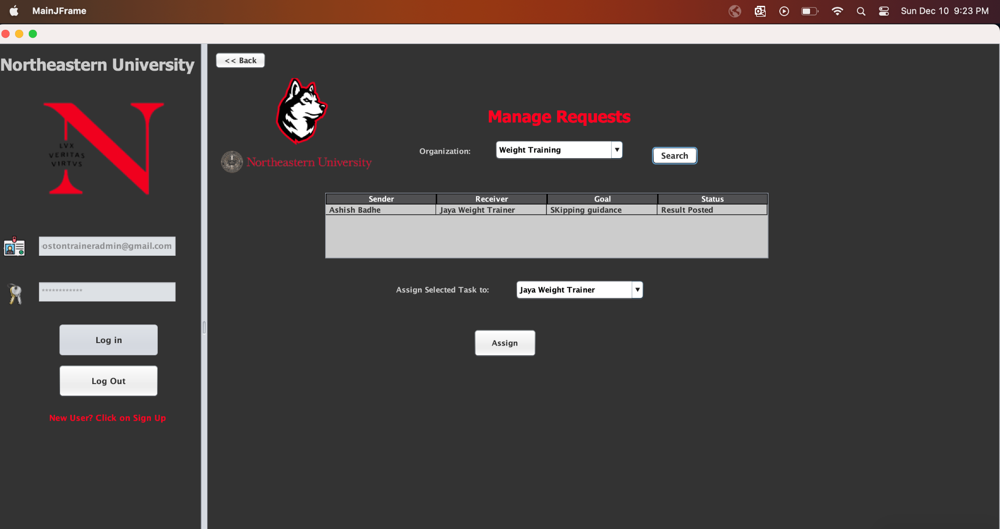 MainJFrame
Sun Dec 10 9:23 PM
Northeastern University
LVX
VERITAS
VIRTVS
ostontraineradmin@gmail.com
************
Log in
Log Out
New User? Click on Sign Up
<< Back
Northeastern University
Manage Requests
Organization: Weight Training Search
Sender Receiver Goal Status
Ashish Badhe Jaya Weight Trainer SKipping guidance Result Posted
Assign Selected Task to: Jaya Weight Trainer
Assign